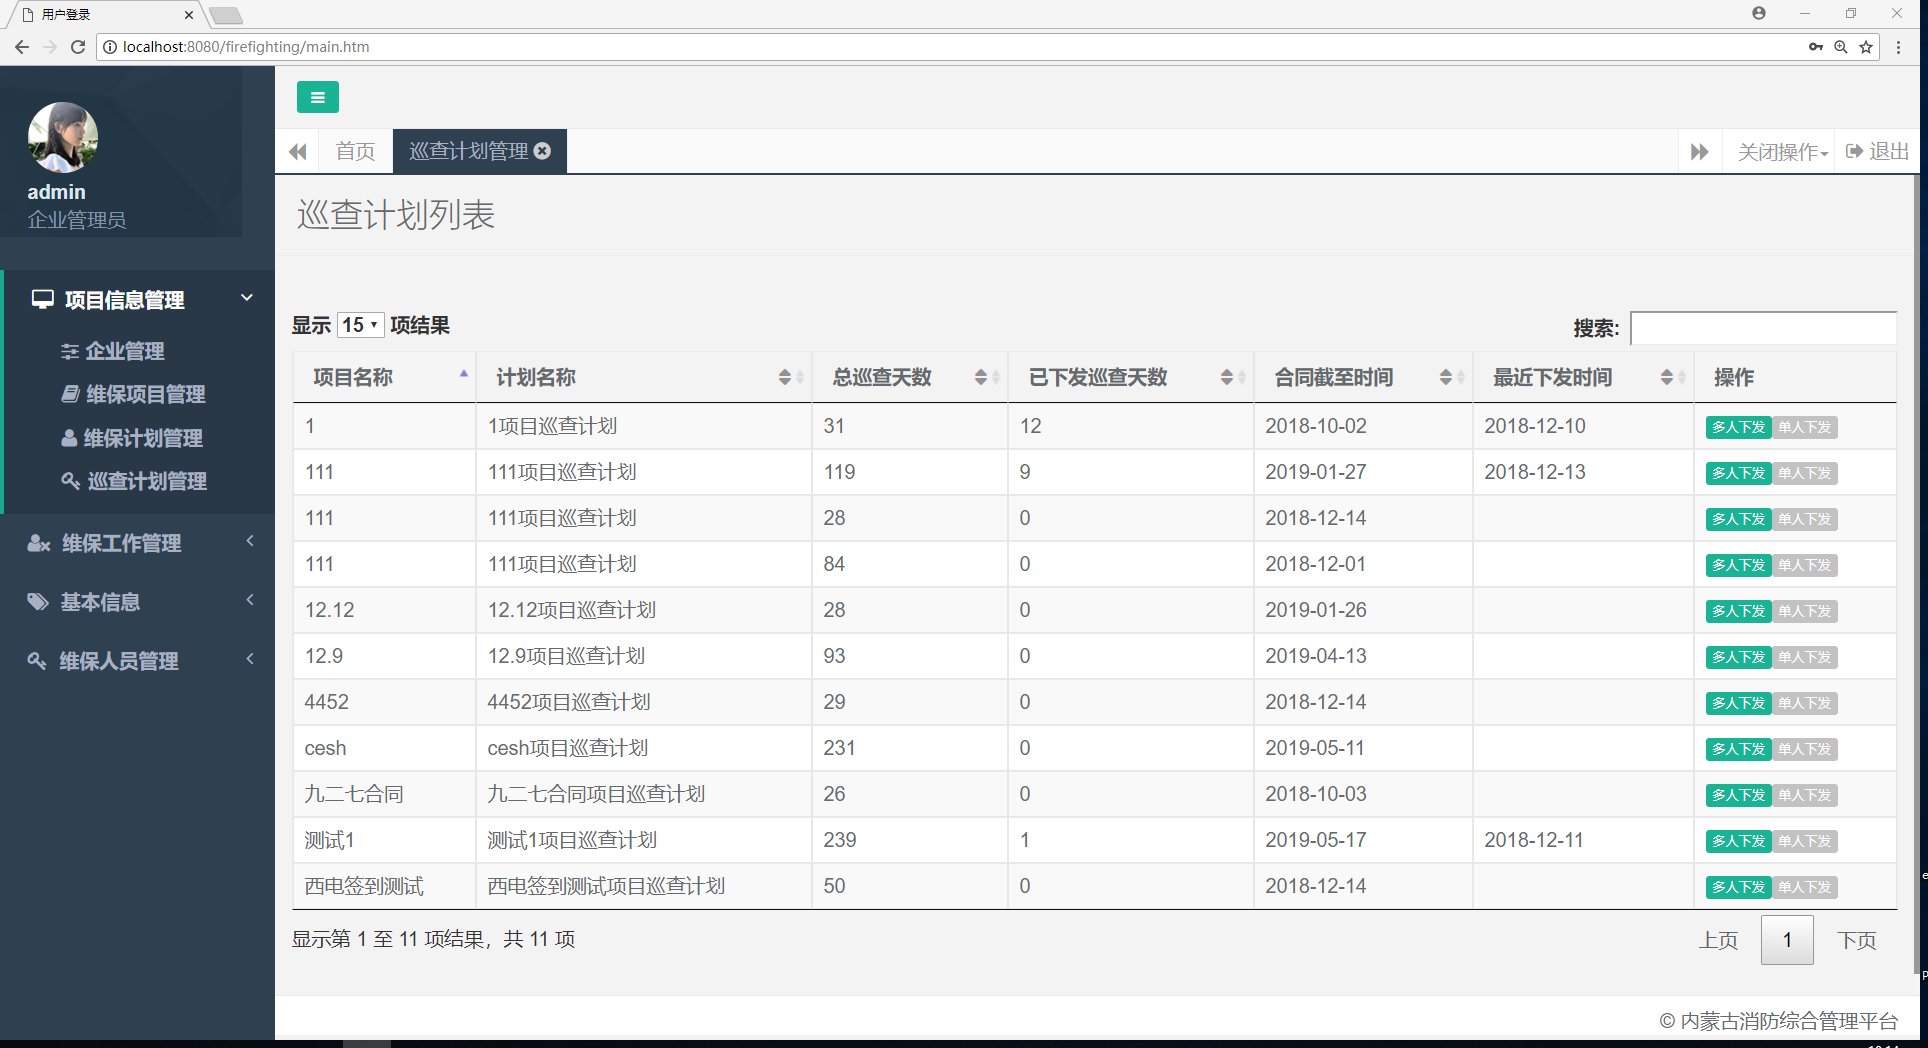 用户登录
localhost:8080/firefighting/main.htm
admin
企业管理员
项目信息管理
企业管理
维保项目管理
维保计划管理
巡查计划管理
维保工作管理
基本信息
维保人员管理
首页 巡查计划管理 关闭操作 退出
巡查计划列表
显示 15 项结果 搜索:
项目名称 计划名称 总巡查天数 已下发巡查天数 合同截至时间 最近下发时间 操作
1 1项目巡查计划 31 12 2018-10-02 2018-12-10 多人下发 单人下发
111 111项目巡查计划 119 9 2019-01-27 2018-12-13 多人下发 单人下发
111 111项目巡查计划 28 0 2018-12-14 多人下发 单人下发
111 111项目巡查计划 84 0 2018-12-01 多人下发 单人下发
12.12 12.12项目巡查计划 28 0 2019-01-26 多人下发 单人下发
12.9 12.9项目巡查计划 93 0 2019-04-13 多人下发 单人下发
4452 4452项目巡查计划 29 0 2018-12-14 多人下发 单人下发
cesh cesh项目巡查计划 231 0 2019-05-11 多人下发 单人下发
九二七合同 九二七合同项目巡查计划 26 0 2018-10-03 多人下发 单人下发
测试1 测试1项目巡查计划 239 1 2019-05-17 2018-12-11 多人下发 单人下发
西电签到测试 西电签到测试项目巡查计划 50 0 2018-12-14 多人下发 单人下发
显示第 1 至 11 项结果，共 11 项 上页 1 下页
© 内蒙古消防综合管理平台